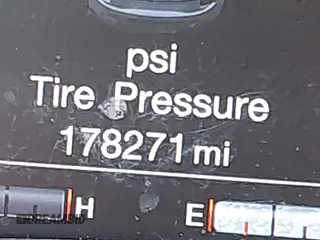 psi
Tire Pressure
178271 mi
H E